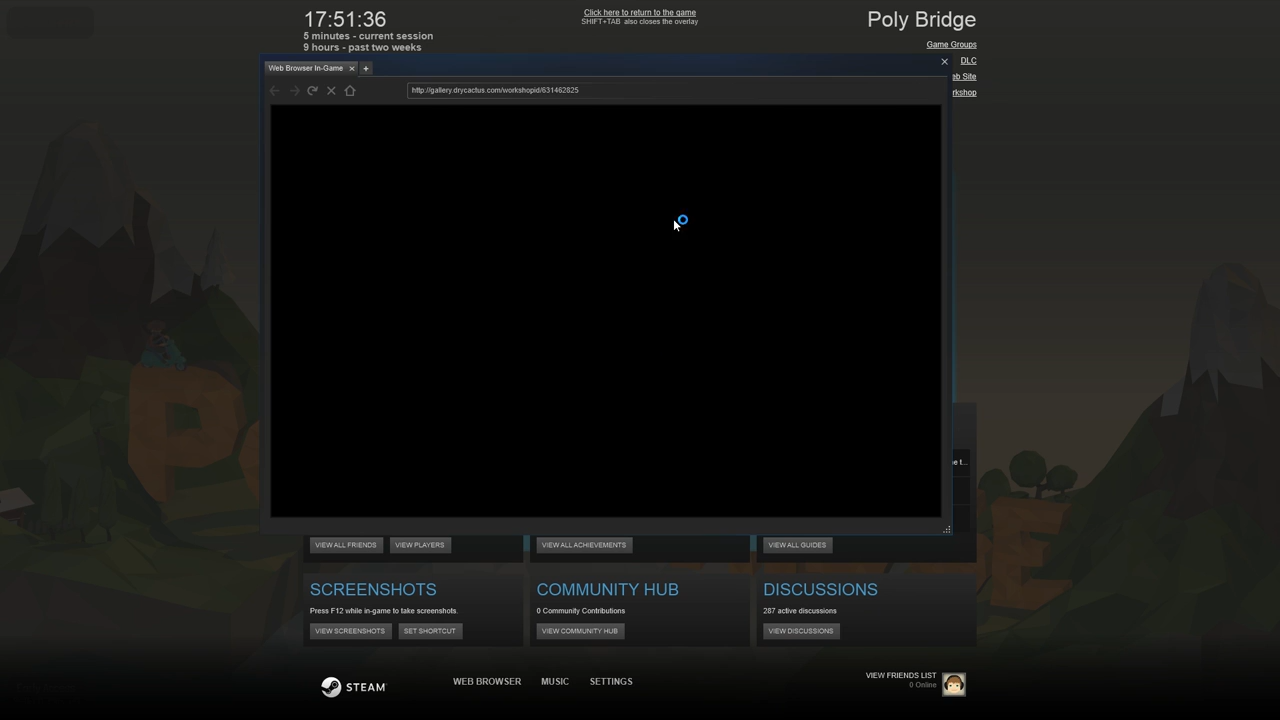 17:51:36
5 minutes - current session
9 hours - past two weeks
Click here to return to the game
SHIFT+TAB also closes the overlay
Poly Bridge
Game Groups
DLC
eb Site
rkshop
Web Browser In-Game
http://gallery.drycactus.com/workshopid/631462825
e t...
VIEW ALL FRIENDS
VIEW PLAYERS
VIEW ALL ACHIEVEMENTS
VIEW ALL GUIDES
SCREENSHOTS
Press F12 while in-game to take screenshots.
VIEW SCREENSHOTS
SET SHORTCUT
COMMUNITY HUB
0 Community Contributions
VIEW COMMUNITY HUB
DISCUSSIONS
287 active discussions
VIEW DISCUSSIONS
STEAM
WEB BROWSER
MUSIC
SETTINGS
VIEW FRIENDS LIST
0 Online